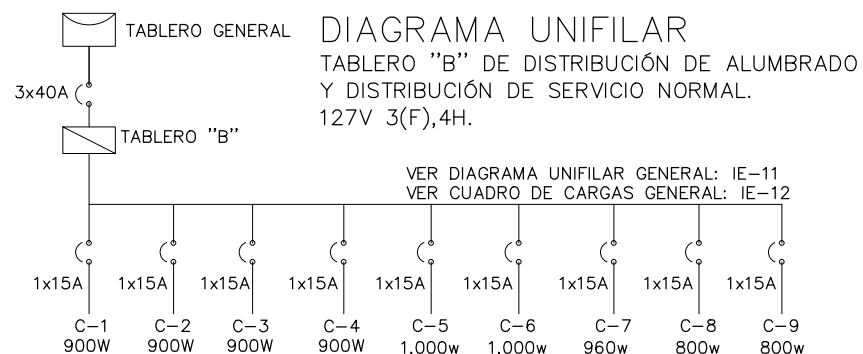 TABLERO GENERAL
DIAGRAMA UNIFILAR
TABLERO "B" DE DISTRIBUCIÓN DE ALUMBRADO
Y DISTRIBUCIÓN DE SERVICIO NORMAL.
127V 3(F),4H.
3x40A
TABLERO "B"
VER DIAGRAMA UNIFILAR GENERAL: IE-11
VER CUADRO DE CARGAS GENERAL: IE-12
1x15A 1x15A 1x15A 1x15A 1x15A 1x15A 1x15A 1x15A 1x15A
C-1 C-2 C-3 C-4 C-5 C-6 C-7 C-8 C-9
900W 900W 900W 900W 1.000w 1.000w 960w 800w 800w